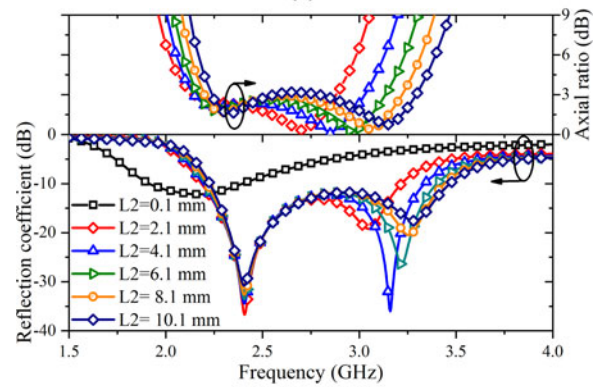 9
6
3
0
Axial ratio (dB)
0
-10
-20
-30
-40
Reflection coefficient (dB)
L2=0.1 mm
L2=2.1 mm
L2=4.1 mm
L2=6.1 mm
L2= 8.1 mm
L2= 10.1 mm
1.5 2.0 2.5 3.0 3.5 4.0
Frequency (GHz)